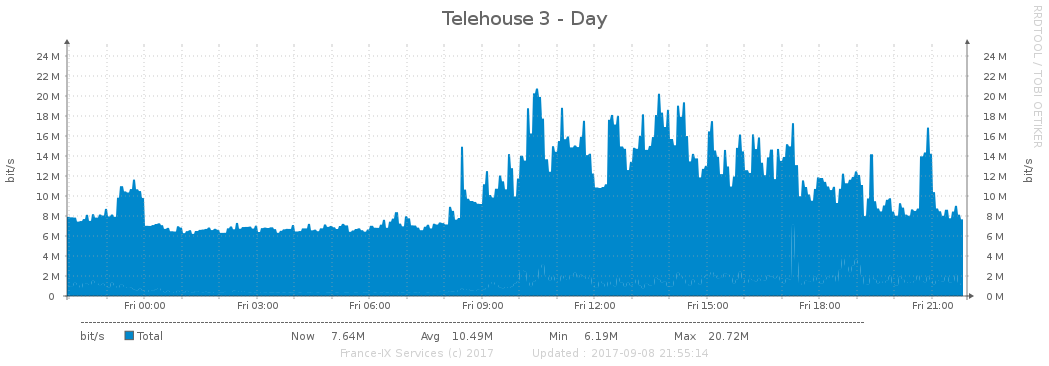 Telehouse 3 - Day
RRDTOOL / TOBI OETIKER
bit/s
24 M
22 M
20 M
18 M
16 M
14 M
12 M
10 M
8 M
6 M
4 M
2 M
0
24 M
22 M
20 M
18 M
16 M
14 M
12 M
10 M
8 M
6 M
4 M
2 M
0 M
bit/s
Fri 00:00 Fri 03:00 Fri 06:00 Fri 09:00 Fri 12:00 Fri 15:00 Fri 18:00 Fri 21:00
bit/s Total Now 7.64M Avg 10.49M Min 6.19M Max 20.72M
France-IX Services (c) 2017 Updated : 2017-09-08 21:55:14